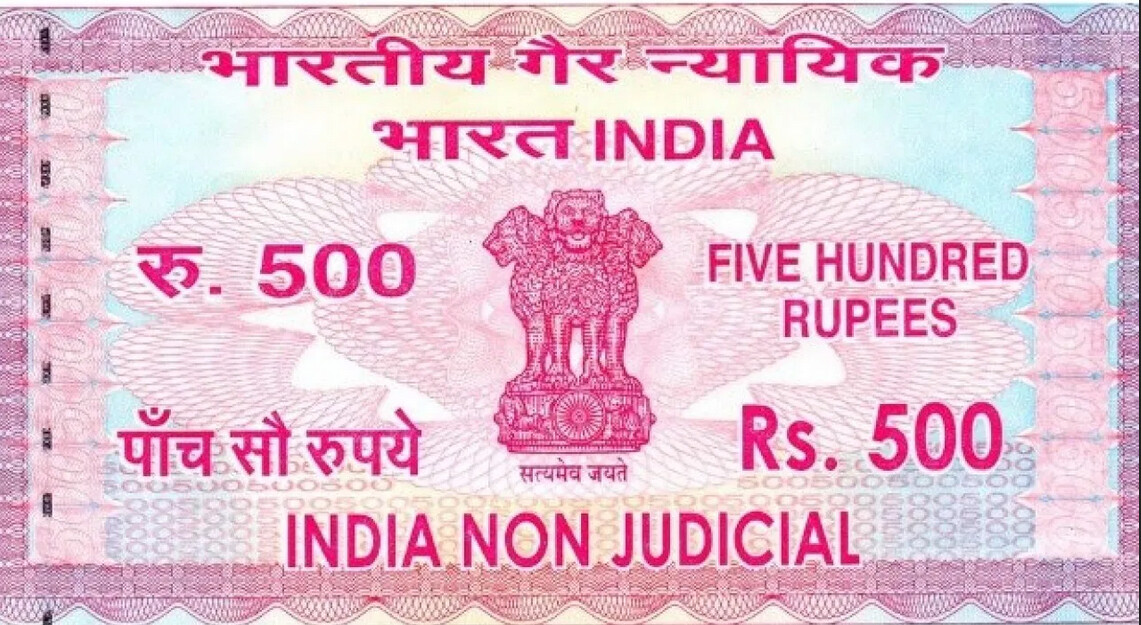 भारतीय गैर न्यायिक
भारत INDIA
रु. 500
FIVE HUNDRED
RUPEES
पाँच सौ रुपये
Rs. 500
सत्यमेव जयते
INDIA NON JUDICIAL